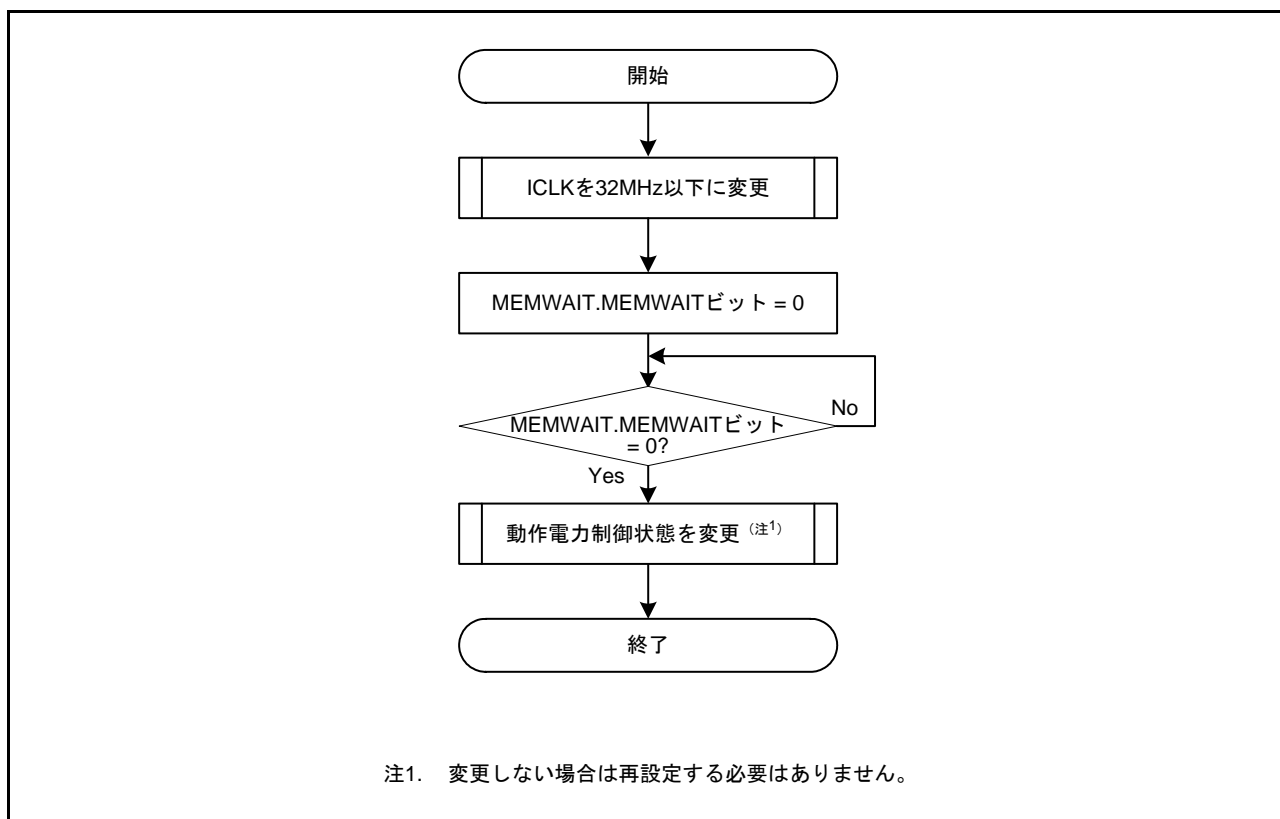 開始
ICLKを32MHz以下に変更
MEMWAIT.MEMWAITビット = 0
MEMWAIT.MEMWAITビット
= 0?
No
Yes
動作電力制御状態を変更（注1）
終了
注1. 変更しない場合は再設定する必要はありません。